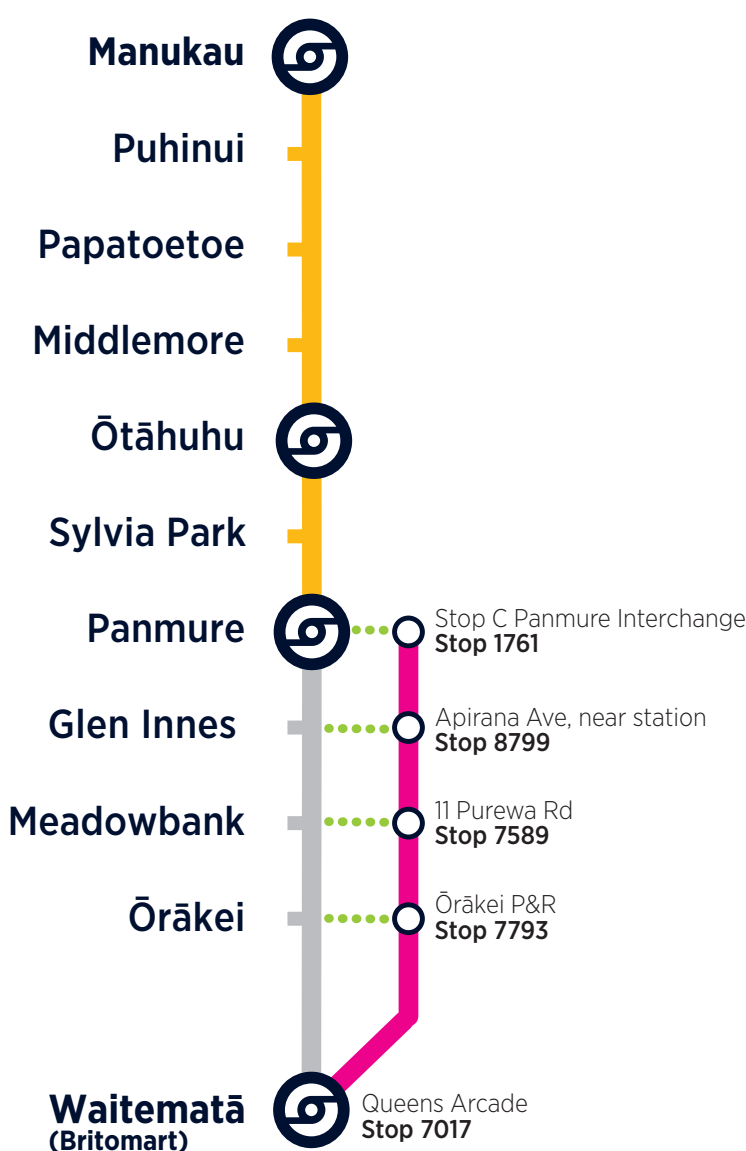 Manukau
Puhinui
Papatoetoe
Middlemore
Ōtāhuhu
Sylvia Park
Panmure
Stop C Panmure Interchange
Stop 1761
Glen Innes
Apirana Ave, near station
Stop 8799
Meadowbank
11 Purewa Rd
Stop 7589
Ōrākei
Ōrākei P&R
Stop 7793
Waitematā
(Britomart)
Queens Arcade
Stop 7017